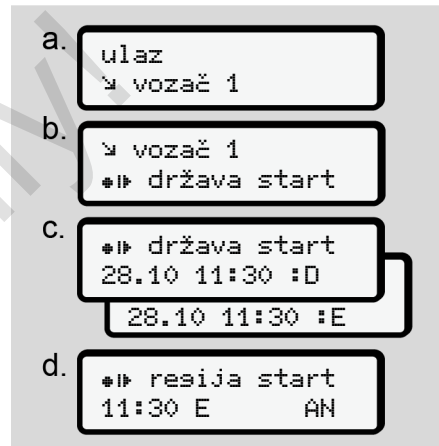 a.
ulaz
↘ vozač 1
b.
↘ vozač 1
država start
c.
država start
28.10 11:30 :D
28.10 11:30 :E
d.
regija start
11:30 E AN